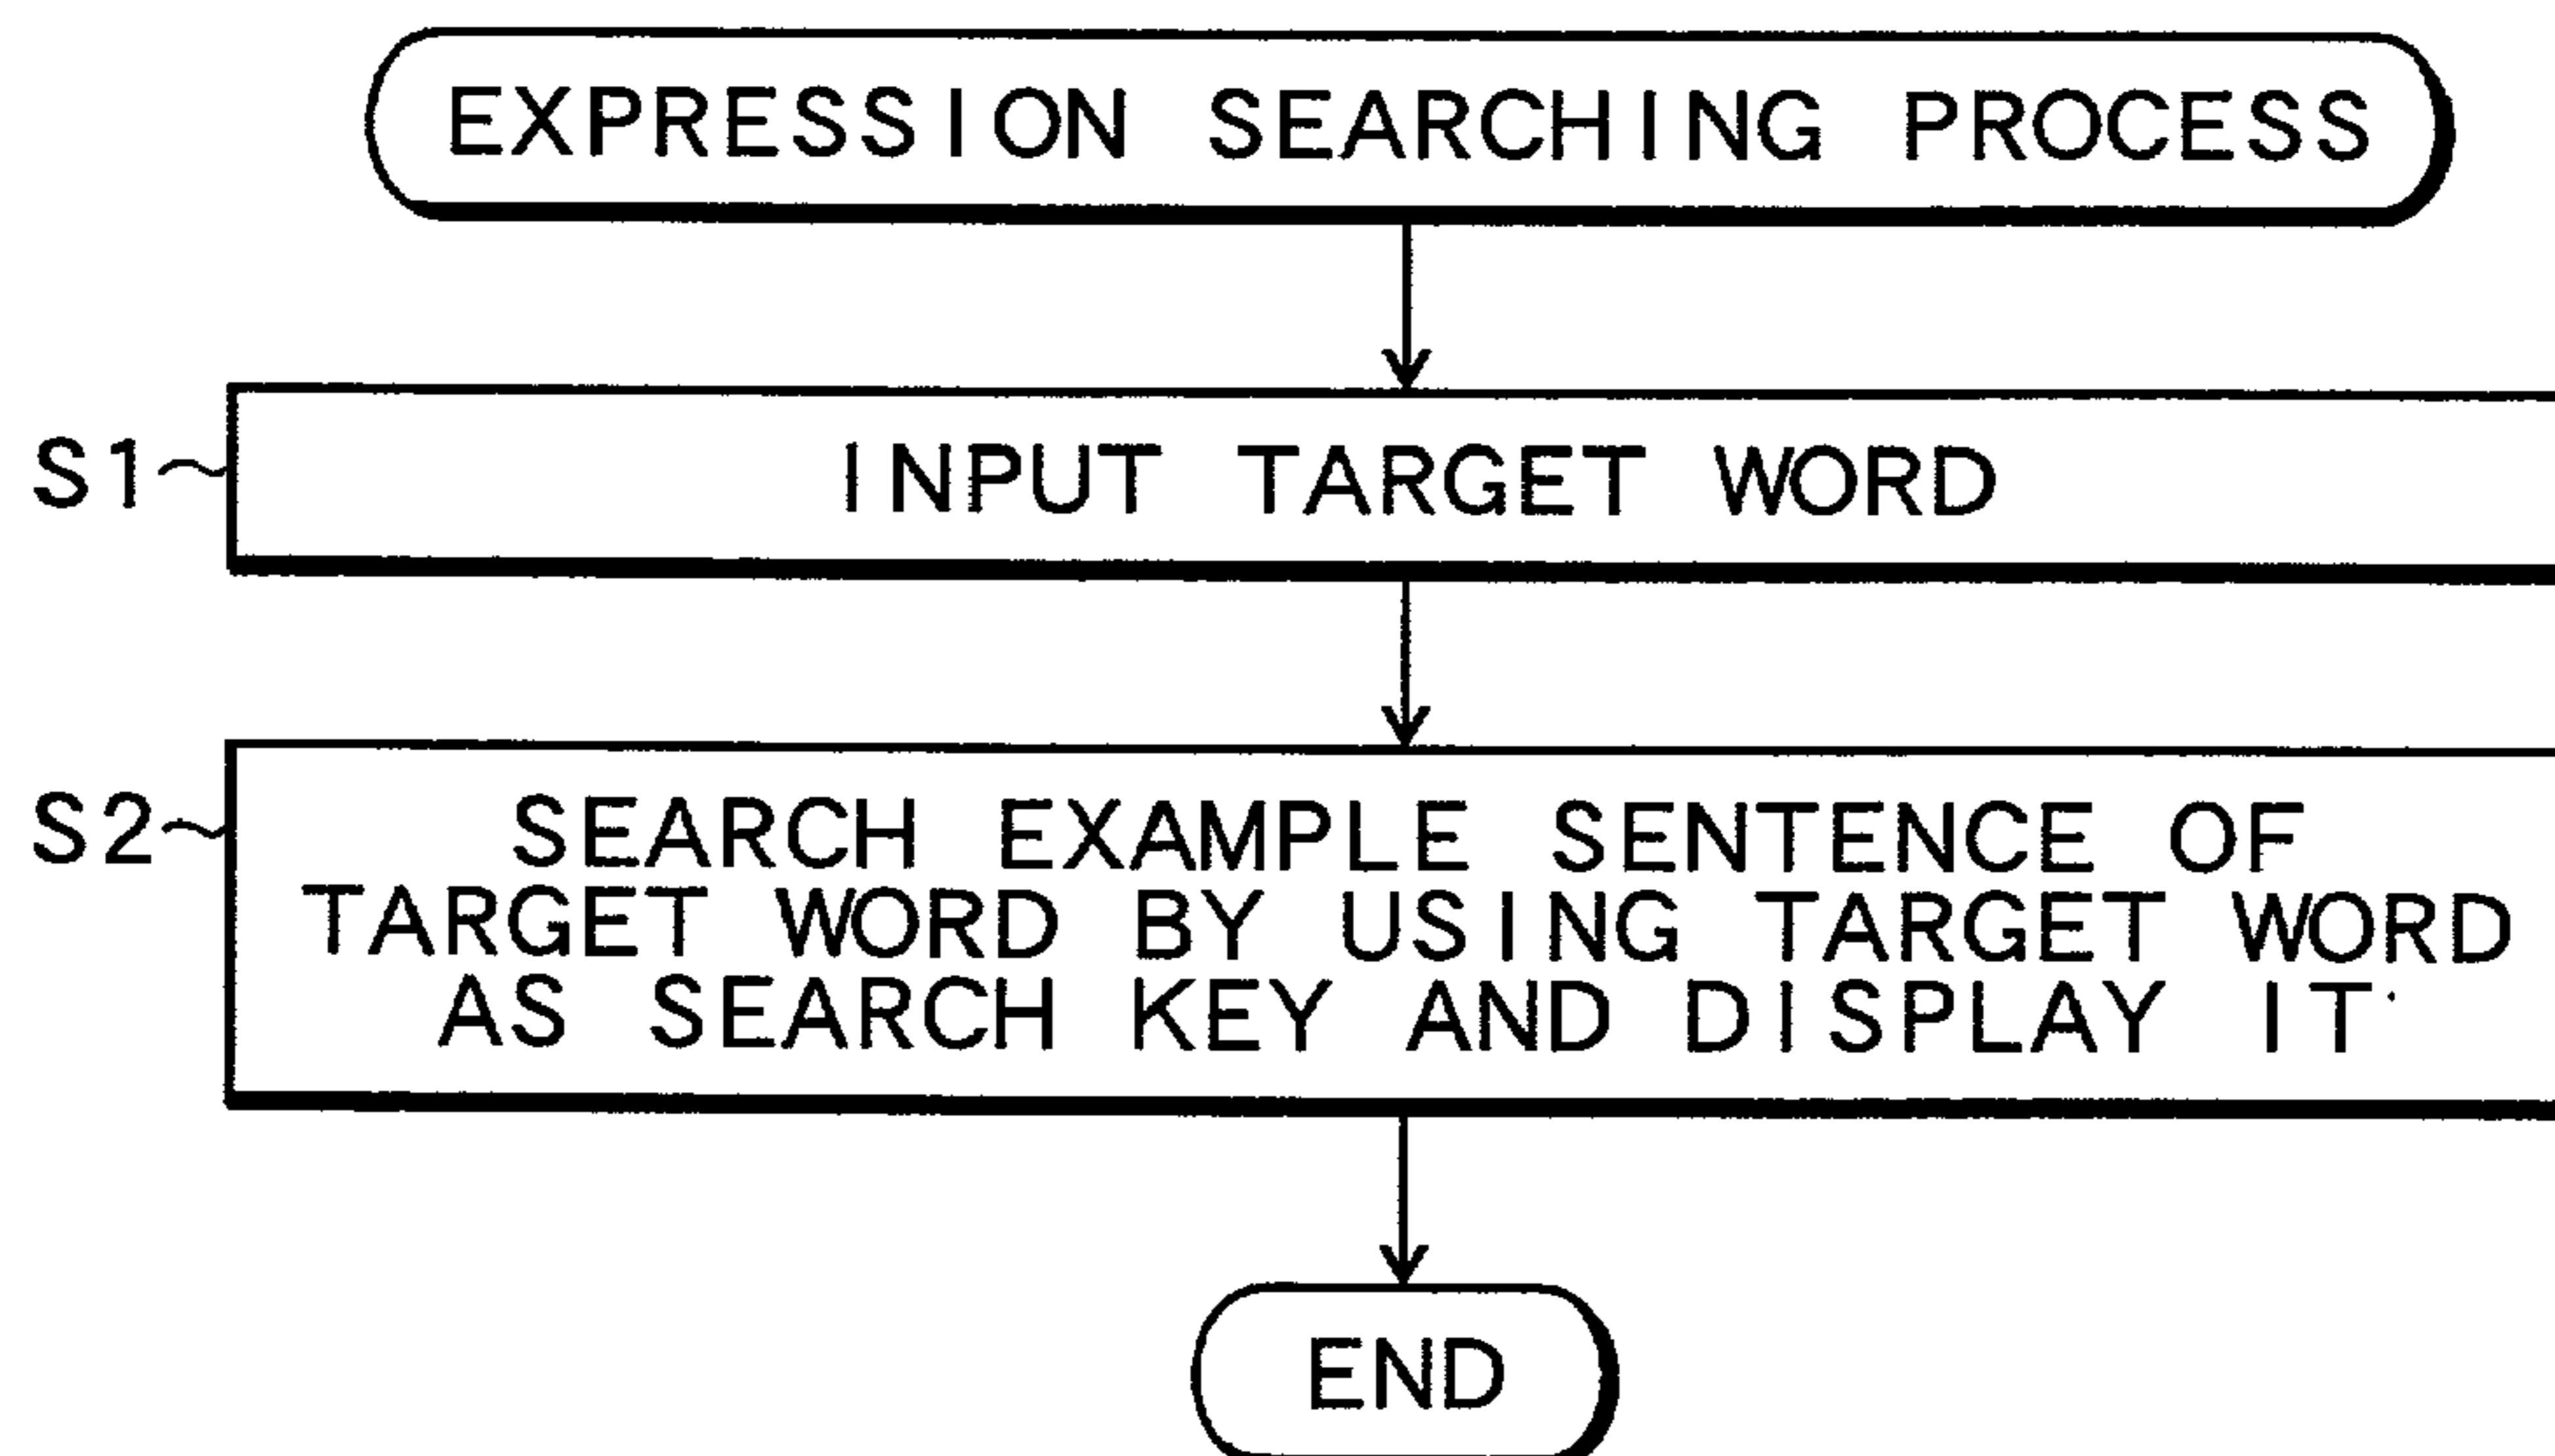 EXPRESSION SEARCHING PROCESS
S1
INPUT TARGET WORD
S2
SEARCH EXAMPLE SENTENCE OF
TARGET WORD BY USING TARGET WORD
AS SEARCH KEY AND DISPLAY IT
END